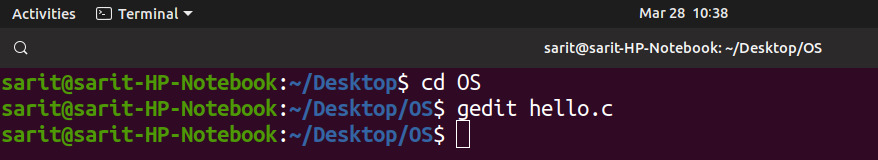 Activities Terminal Mar 28 10:38
sarit@sarit-HP-Notebook: ~/Desktop/OS
sarit@sarit-HP-Notebook:~/Desktop$ cd OS
sarit@sarit-HP-Notebook:~/Desktop/OS$ gedit hello.c
sarit@sarit-HP-Notebook:~/Desktop/OS$